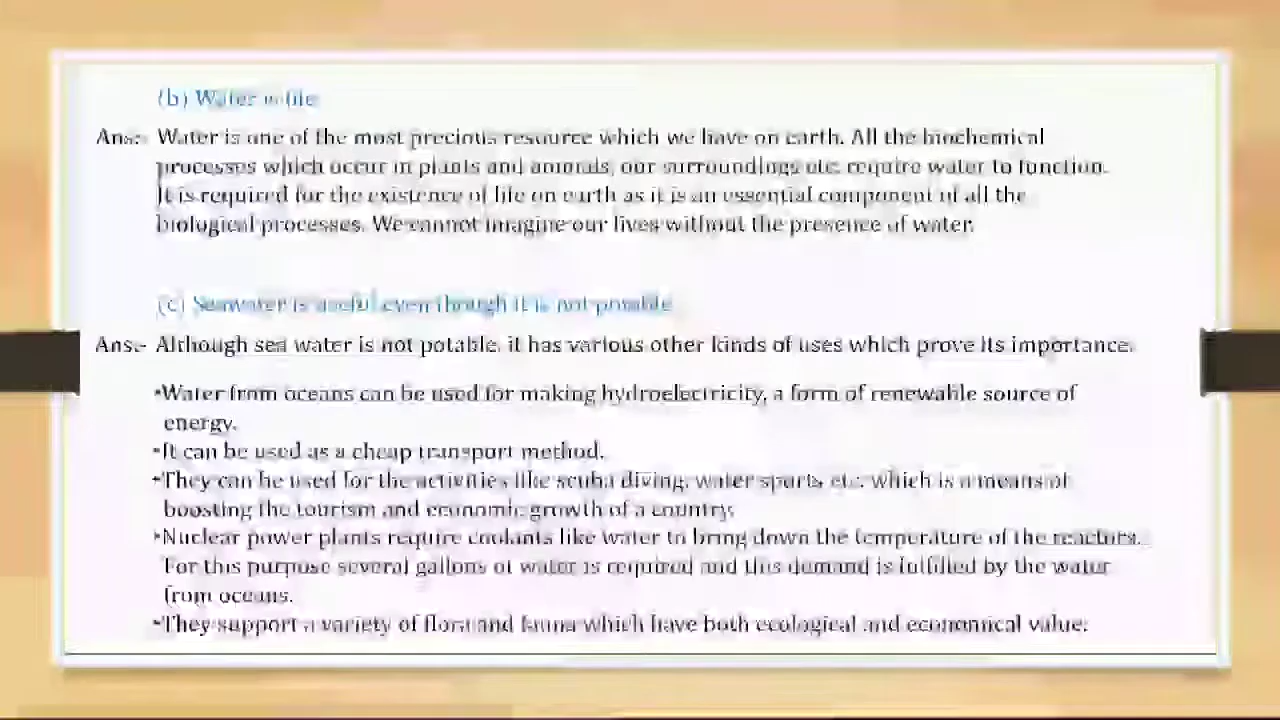 (b) Water is life
Ans:- Water is one of the most precious resource which we have on earth. All the biochemical
processes which occur in plants and animals, our surroundings etc. require water to function.
It is required for the existence of life on earth as it is an essential component of all the
biological processes. We cannot imagine our lives without the presence of water.
(c) Seawater is useful even though it is not potable
Ans:- Although sea water is not potable, it has various other kinds of uses which prove its importance.
•Water from oceans can be used for making hydroelectricity, a form of renewable source of
energy.
•It can be used as a cheap transport method.
•They can be used for the activities like scuba diving, water sports etc. which is a means of
boosting the tourism and economic growth of a country.
•Nuclear power plants require coolants like water to bring down the temperature of the reactors.
For this purpose several gallons of water is required and this demand is fulfilled by the water
from oceans.
•They support a variety of flora and fauna which have both ecological and economical value.